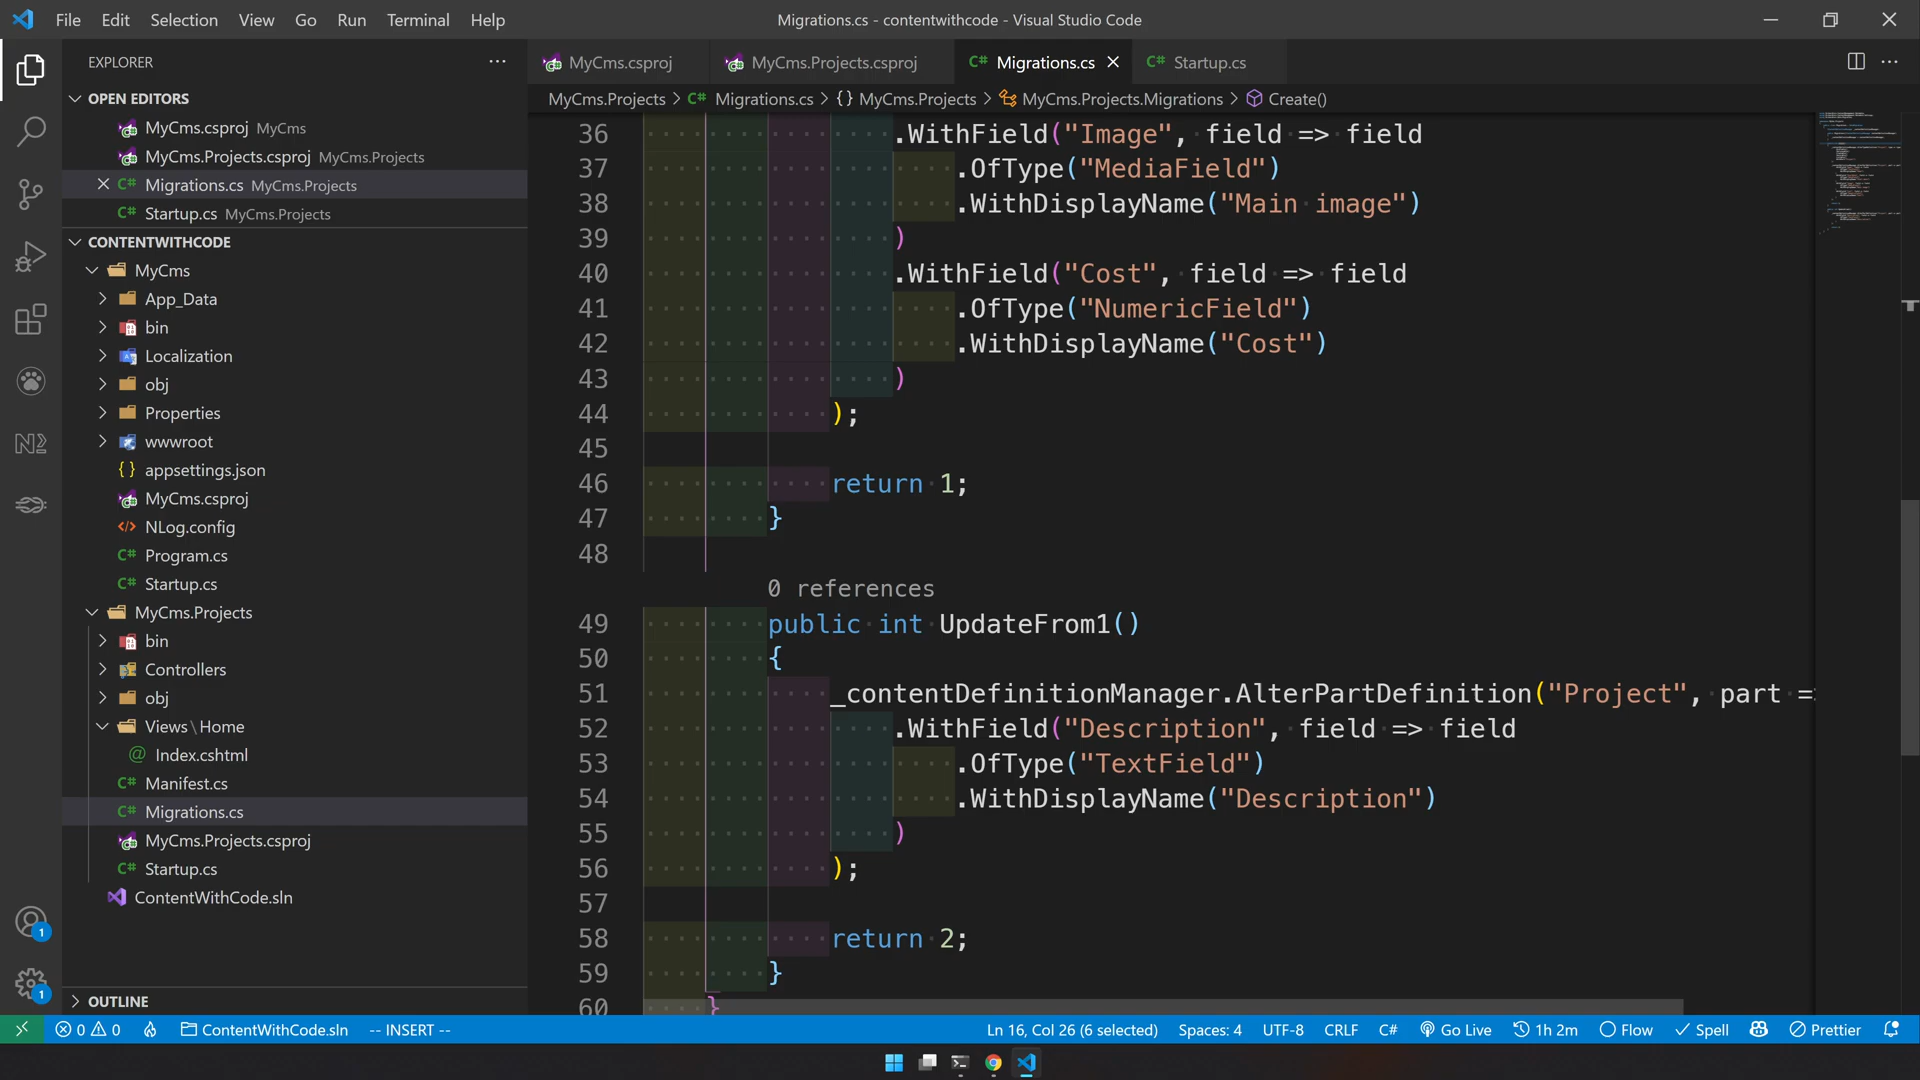 File Edit Selection View Go Run Terminal Help
Migrations.cs - contentwithcode - Visual Studio Code
EXPLORER
MyCms.csproj
MyCms.Projects.csproj
C# Migrations.cs
C# Startup.cs
MyCms.Projects > C# Migrations.cs > {} MyCms.Projects > MyCms.Projects.Migrations > Create()
OPEN EDITORS
MyCms.csproj MyCms
MyCms.Projects.csproj MyCms.Projects
C# Migrations.cs MyCms.Projects
C# Startup.cs MyCms.Projects
CONTENTWITHCODE
MyCms
App_Data
bin
Localization
obj
Properties
wwwroot
{} appsettings.json
MyCms.csproj
</> NLog.config
C# Program.cs
C# Startup.cs
MyCms.Projects
bin
Controllers
obj
Views\Home
@ Index.cshtml
C# Manifest.cs
C# Migrations.cs
MyCms.Projects.csproj
C# Startup.cs
ContentWithCode.sln
OUTLINE
36 .WithField("Image", field => field
37 .OfType("MediaField")
38 .WithDisplayName("Main image")
39 )
40 .WithField("Cost", field => field
41 .OfType("NumericField")
42 .WithDisplayName("Cost")
43 )
44 );
45
46 return 1;
47 }
48
0 references
49 public int UpdateFrom1()
50 {
51 _contentDefinitionManager.AlterPartDefinition("Project", part =>
52 .WithField("Description", field => field
53 .OfType("TextField")
54 .WithDisplayName("Description")
55 )
56 );
57
58 return 2;
59 }
60 }
N2
1
1
0 0 ContentWithCode.sln -- INSERT -- Ln 16, Col 26 (6 selected) Spaces: 4 UTF-8 CRLF C# Go Live 1h 2m Flow Spell Prettier